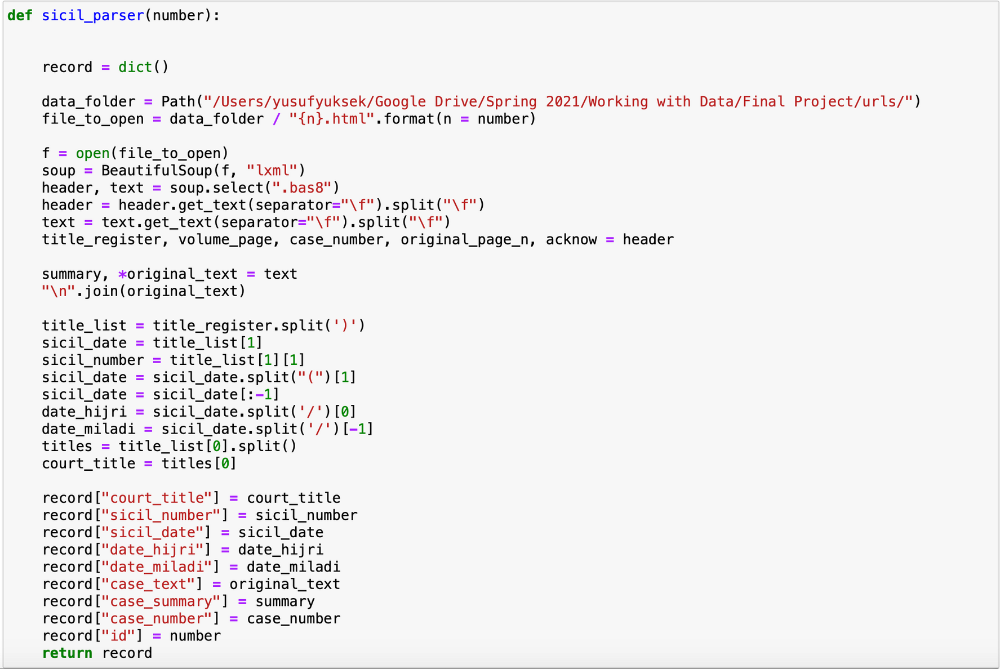 def sicil_parser(number):
    record = dict()
    data_folder = Path("/Users/yusufyuksek/Google Drive/Spring 2021/Working with Data/Final Project/urls/")
    file_to_open = data_folder / "{n}.html".format(n = number)
    f = open(file_to_open)
    soup = BeautifulSoup(f, "lxml")
    header, text = soup.select(".bas8")
    header = header.get_text(separator="\f").split("\f")
    text = text.get_text(separator="\f").split("\f")
    title_register, volume_page, case_number, original_page_n, acknow = header
    summary, *original_text = text
    "\n".join(original_text)
    title_list = title_register.split(')')
    sicil_date = title_list[1]
    sicil_number = title_list[1][1]
    sicil_date = sicil_date.split("(")[1]
    sicil_date = sicil_date[:-1]
    date_hijri = sicil_date.split('/')[0]
    date_miladi = sicil_date.split('/')[-1]
    titles = title_list[0].split()
    court_title = titles[0]
    record["court_title"] = court_title
    record["sicil_number"] = sicil_number
    record["sicil_date"] = sicil_date
    record["date_hijri"] = date_hijri
    record["date_miladi"] = date_miladi
    record["case_text"] = original_text
    record["case_summary"] = summary
    record["case_number"] = case_number
    record["id"] = number
    return record